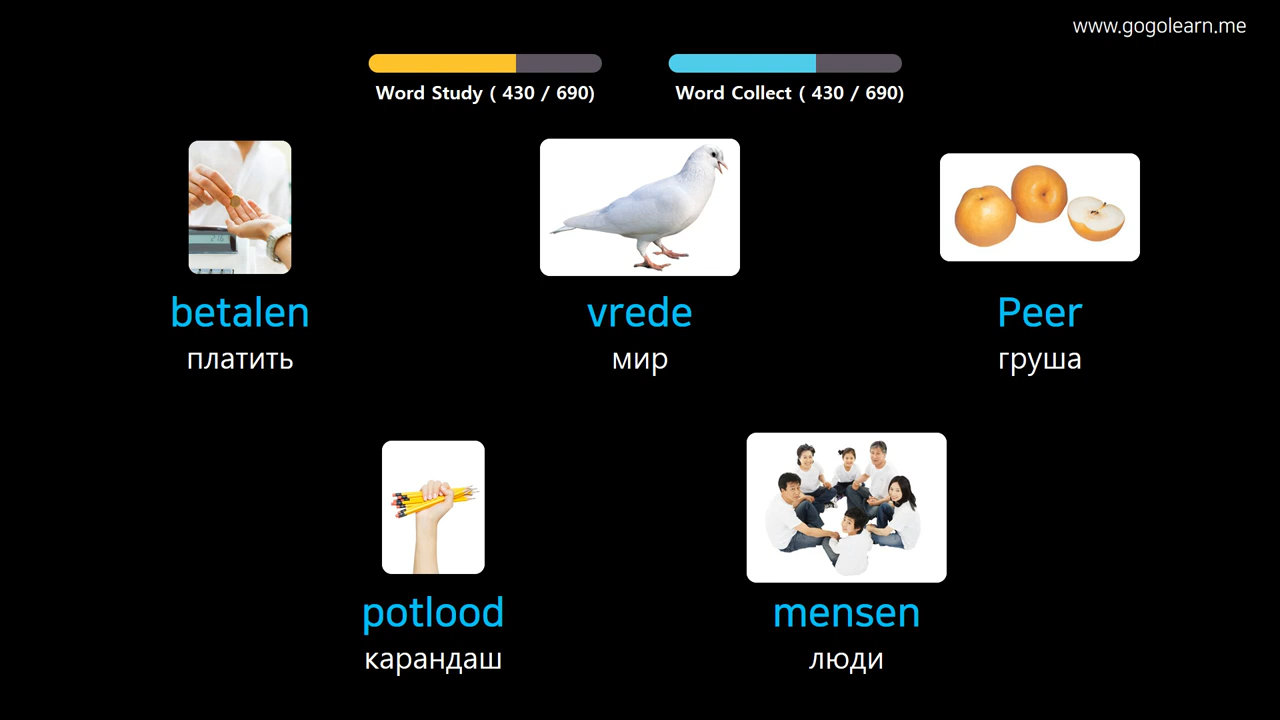 www.gogolearn.me
Word Study ( 430 / 690)
Word Collect ( 430 / 690)
betalen
платить
vrede
мир
Peer
груша
potlood
карандаш
mensen
люди